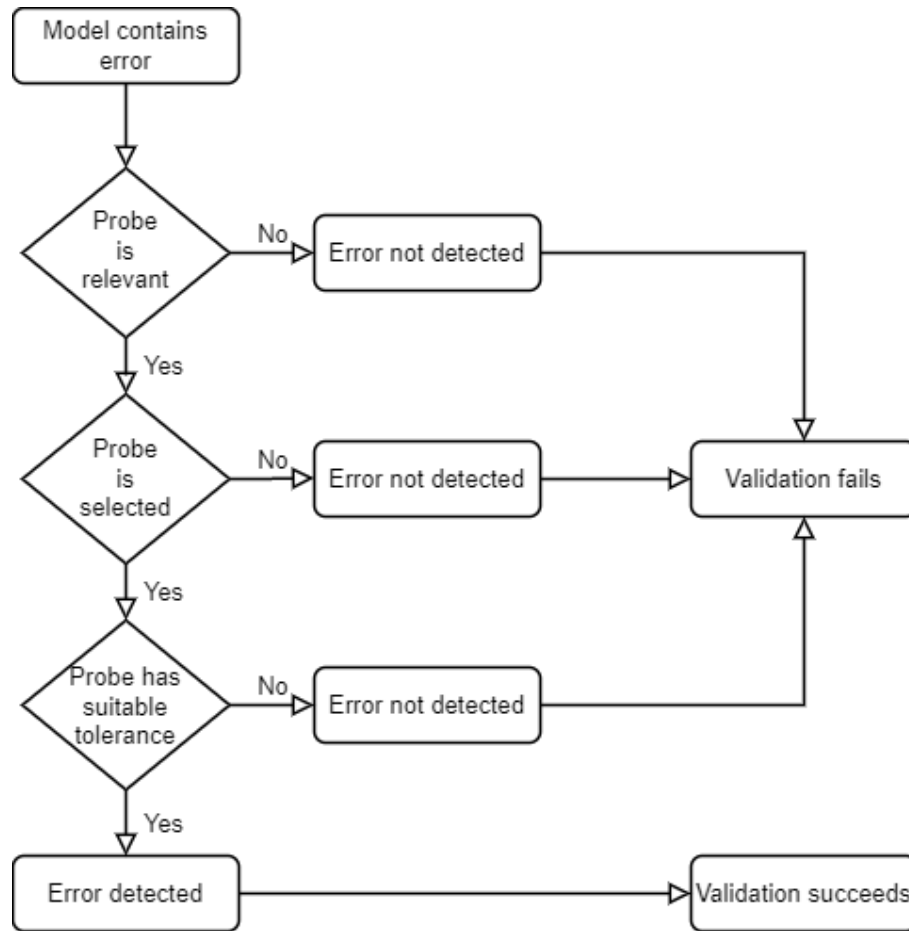 Model contains
error
Probe
is
relevant
No
Error not detected
Yes
Probe
is
selected
No
Error not detected
Validation fails
Yes
Probe has
suitable
tolerance
No
Error not detected
Yes
Error detected
Validation succeeds